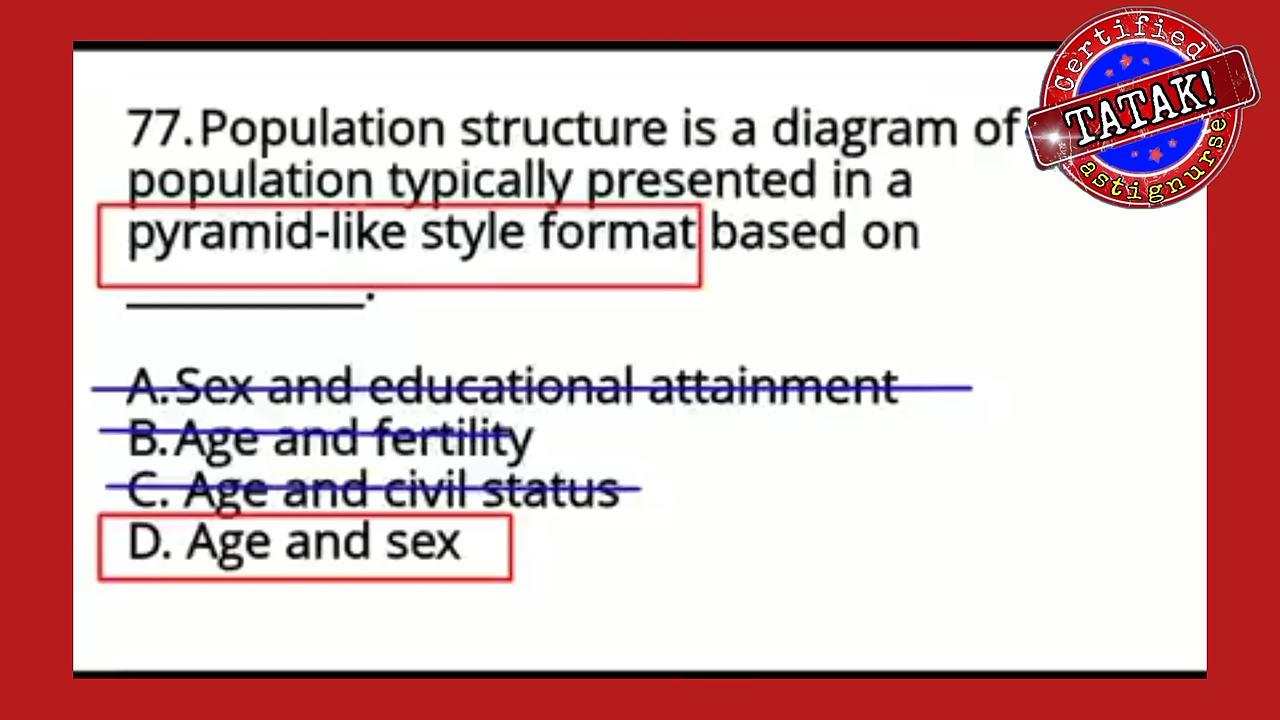 77.Population structure is a diagram of
population typically presented in a
pyramid-like style format based on
__________.
A.Sex and educational attainment
B.Age and fertility
C. Age and civil status
D. Age and sex
Certified
TATAK!
astignurse